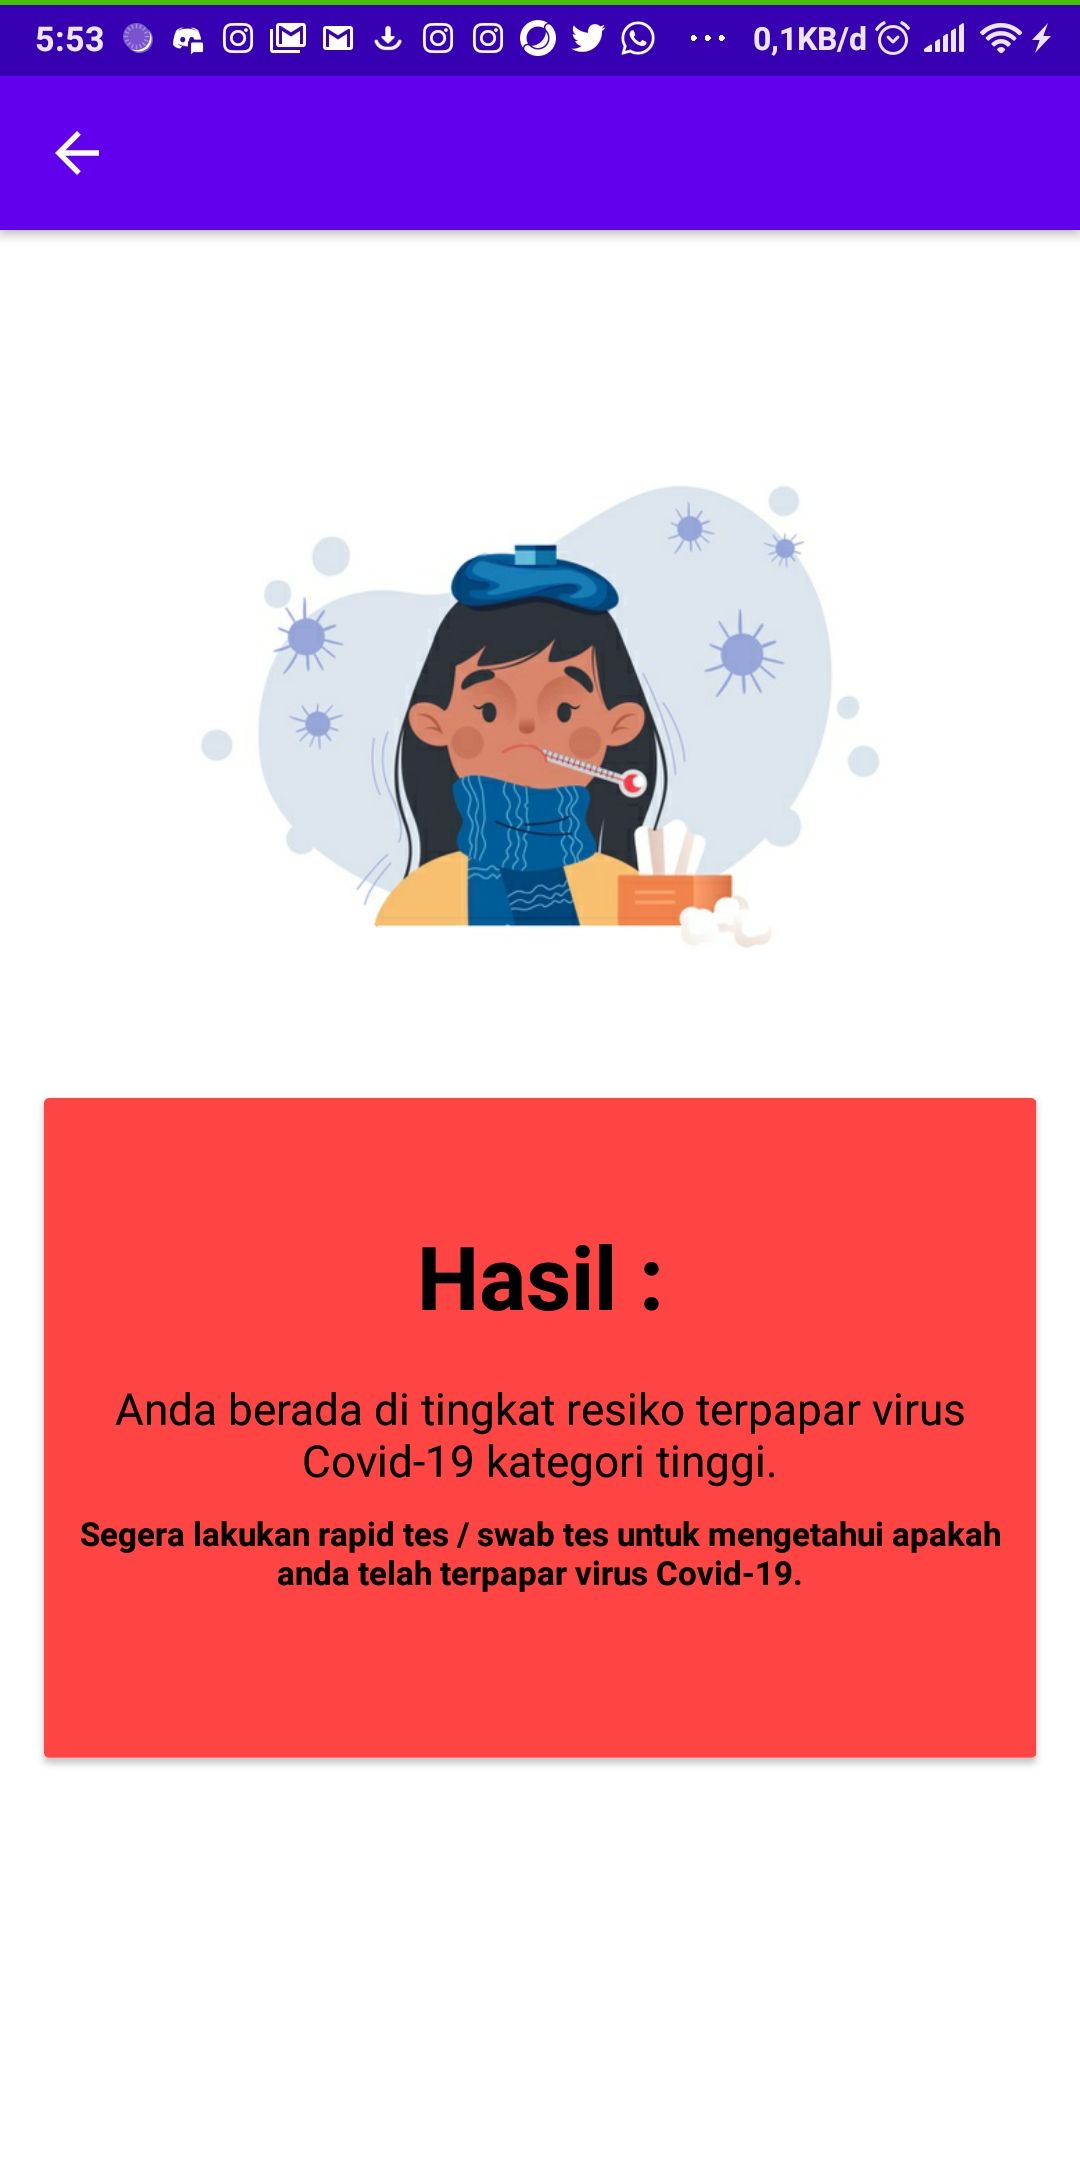 5:53 ... 0,1KB/d
Hasil :
Anda berada di tingkat resiko terpapar virus
Covid-19 kategori tinggi.
Segera lakukan rapid tes / swab tes untuk mengetahui apakah
anda telah terpapar virus Covid-19.